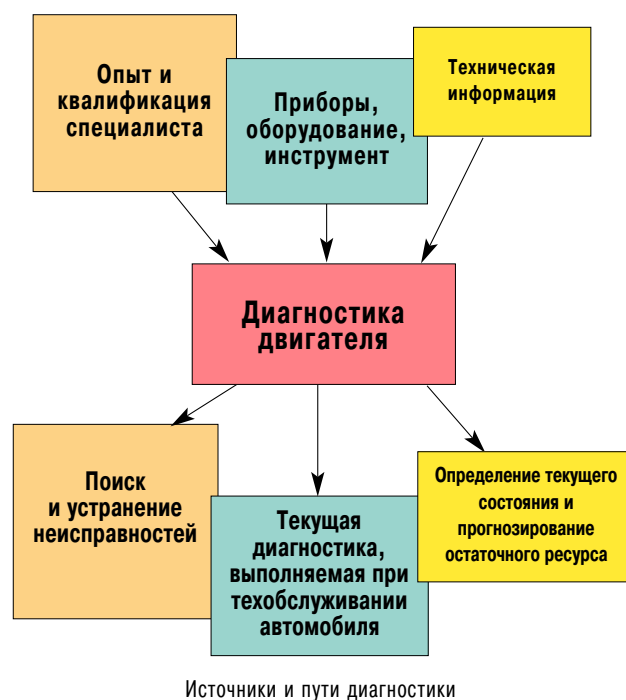 Опыт и
квалификация
специалиста
Приборы,
оборудование,
инструмент
Техническая
информация
Диагностика
двигателя
Поиск
и устранение
неисправностей
Текущая
диагностика,
выполняемая при
техобслуживании
автомобиля
Определение текущего
состояния и
прогнозирование
остаточного ресурса
Источники и пути диагностики